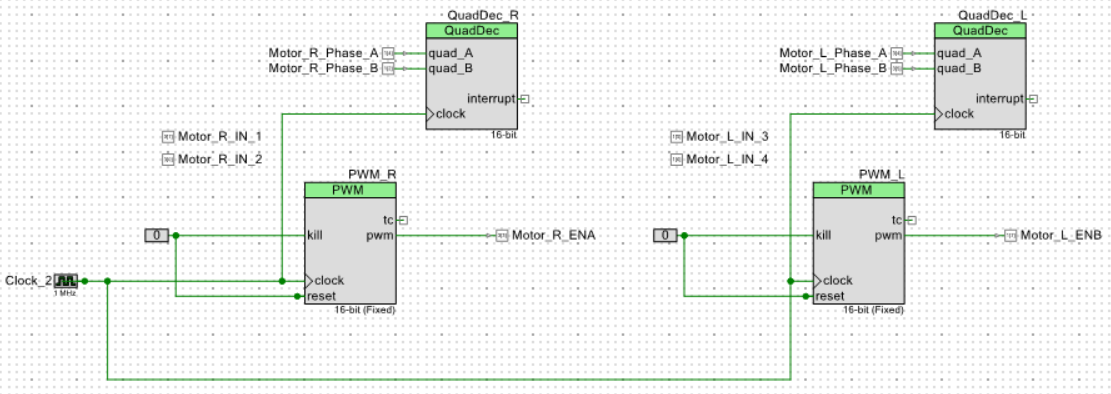 QuadDec_R
QuadDec
Motor_R_Phase_A
quad_A
Motor_R_Phase_B
quad_B
interrupt
clock
16-bit
Motor_R_IN_1
Motor_R_IN_2
PWM_R
PWM
tc
0
kill
pwm
Motor_R_ENA
Clock_2
1 MHz
clock
reset
16-bit (Fixed)
QuadDec_L
QuadDec
Motor_L_Phase_A
quad_A
Motor_L_Phase_B
quad_B
interrupt
clock
16-bit
Motor_L_IN_3
Motor_L_IN_4
PWM_L
PWM
tc
0
kill
pwm
Motor_L_ENB
clock
reset
16-bit (Fixed)